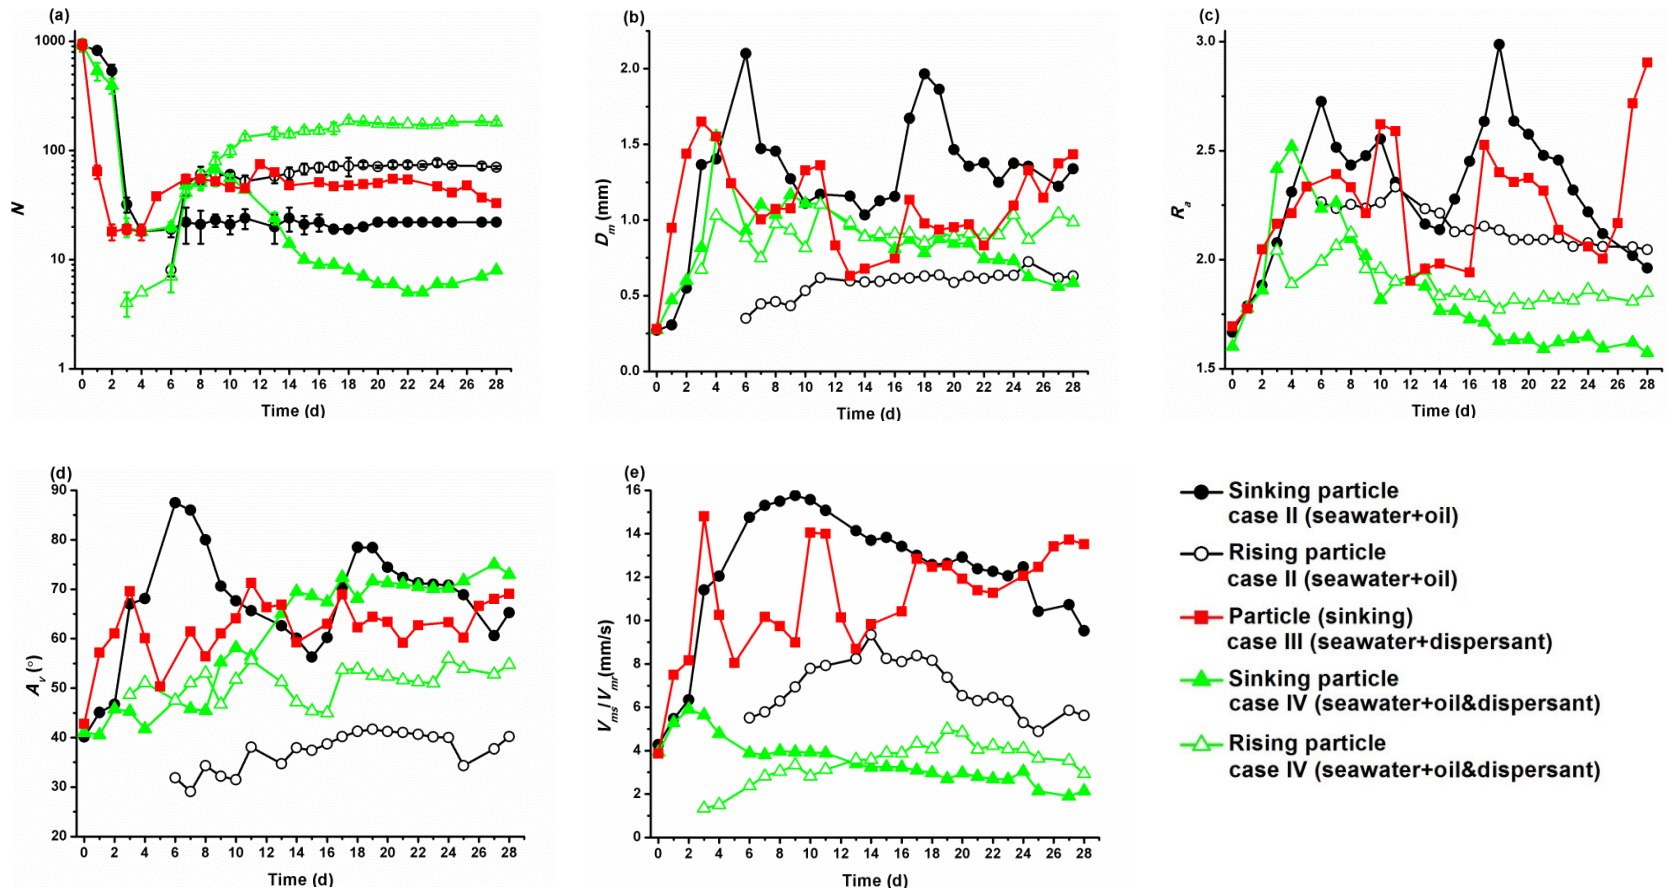 (a)
1000
100
10
1
N
0 2 4 6 8 10 12 14 16 18 20 22 24 26 28
Time (d)
(b)
2.0
1.5
1.0
0.5
0.0
D_m (mm)
0 2 4 6 8 10 12 14 16 18 20 22 24 26 28
Time (d)
(c)
3.0
2.5
2.0
1.5
R_a
0 2 4 6 8 10 12 14 16 18 20 22 24 26 28
Time (d)
(d)
90
80
70
60
50
40
30
20
A_v (°)
0 2 4 6 8 10 12 14 16 18 20 22 24 26 28
Time (d)
(e)
16
14
12
10
8
6
4
2
0
V_ms / V_mr (mm/s)
0 2 4 6 8 10 12 14 16 18 20 22 24 26 28
Time (d)
Sinking particle
case II (seawater+oil)
Rising particle
case II (seawater+oil)
Particle (sinking)
case III (seawater+dispersant)
Sinking particle
case IV (seawater+oil&dispersant)
Rising particle
case IV (seawater+oil&dispersant)